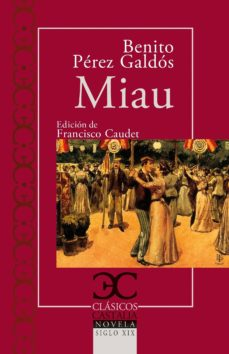 Benito
Pérez Galdós
Miau
Edición de
Francisco Caudet
CLÁSICOS
CASTALIA
NOVELA
SIGLO XIX